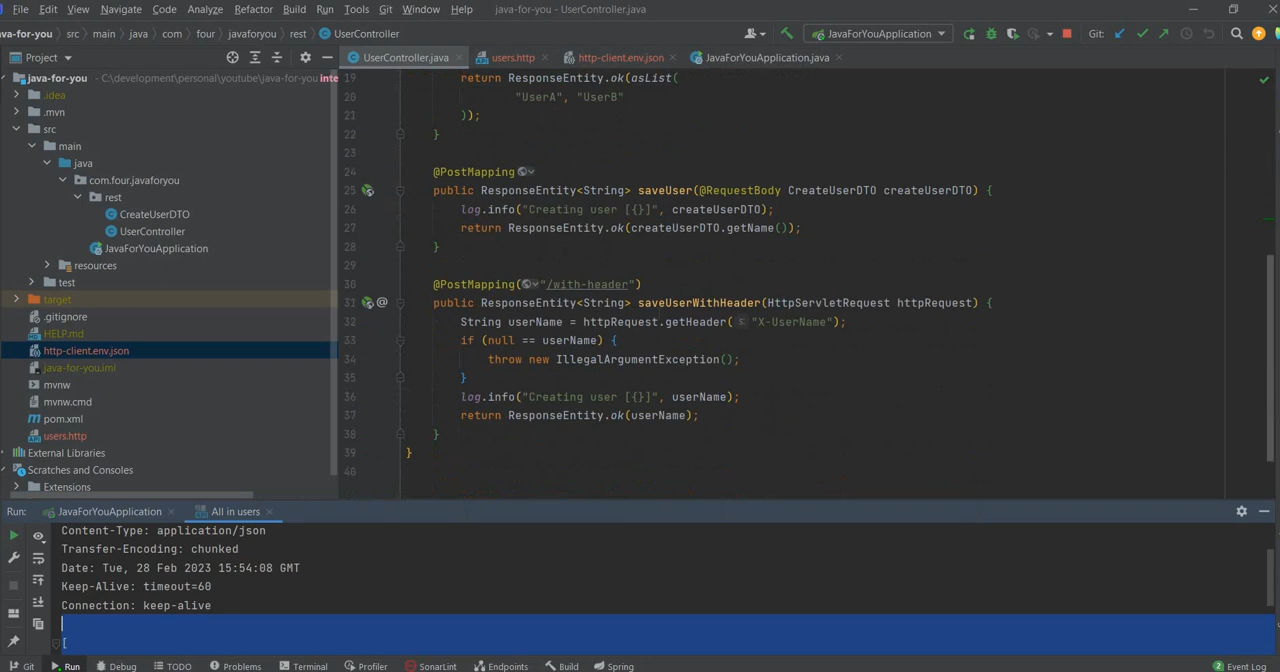 File Edit View Navigate Code Analyze Refactor Build Run Tools Git Window Help java-for-you - UserController.java
va-for-you src main java com four javaforyou rest UserController JavaForYouApplication Git:
Project UserController.java users.http http-client.env.json JavaForYouApplication.java
java-for-you - C:\development\personal\youtube\java-for-you inte
.idea
.mvn
src
main
java
com.four.javaforyou
rest
CreateUserDTO
UserController
JavaForYouApplication
resources
test
target
.gitignore
HELP.md
http-client.env.json
java-for-you.iml
mvnw
mvnw.cmd
pom.xml
users.http
External Libraries
Scratches and Consoles
Extensions
19 return ResponseEntity.ok(asList(
20 "UserA", "UserB"
21 ));
22 }
23
24 @PostMapping
25 public ResponseEntity<String> saveUser(@RequestBody CreateUserDTO createUserDTO) {
26 log.info("Creating user [{}]", createUserDTO);
27 return ResponseEntity.ok(createUserDTO.getName());
28 }
29
30 @PostMapping("/with-header")
31 @ public ResponseEntity<String> saveUserWithHeader(HttpServletRequest httpRequest) {
32 String userName = httpRequest.getHeader( s: "X-UserName");
33 if (null == userName) {
34 throw new IllegalArgumentException();
35 }
36 log.info("Creating user [{}]", userName);
37 return ResponseEntity.ok(userName);
38 }
39 }
40
Run: JavaForYouApplication All in users
Content-Type: application/json
Transfer-Encoding: chunked
Date: Tue, 28 Feb 2023 15:54:08 GMT
Keep-Alive: timeout=60
Connection: keep-alive
[
Git Run Debug TODO Problems Terminal Profiler SonarLint Endpoints Build Spring 2 Event Log